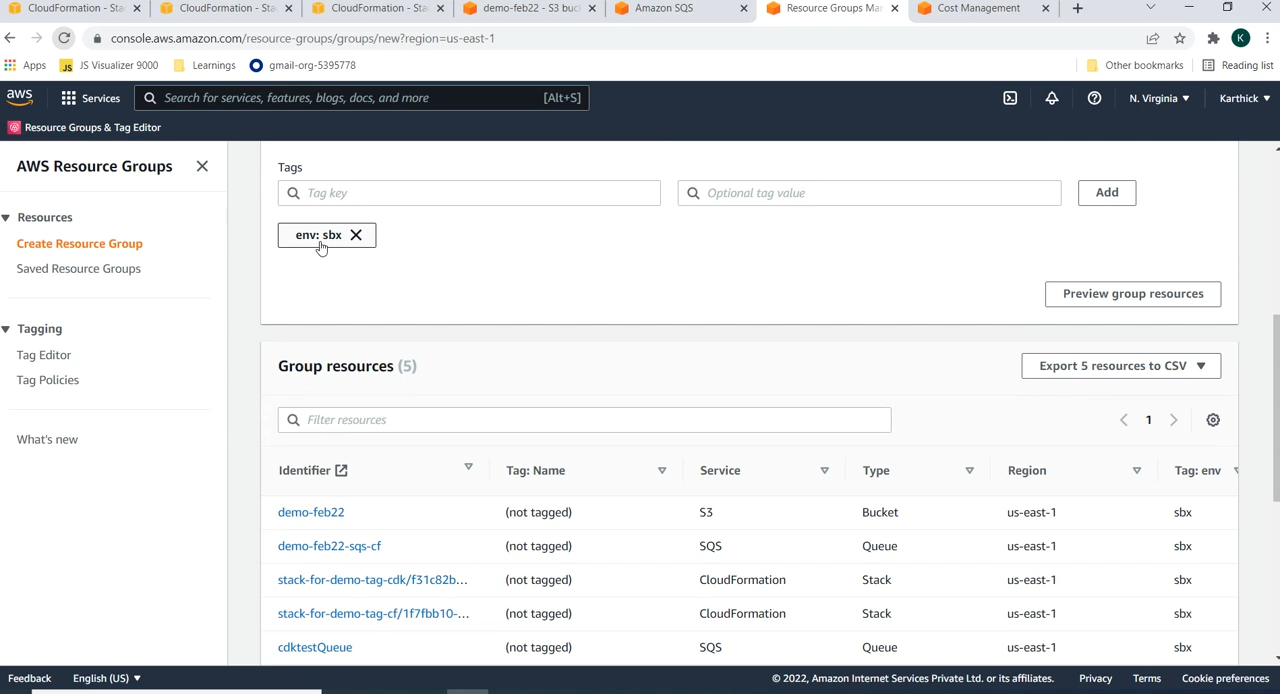 CloudFormation - Sta
CloudFormation - Sta
CloudFormation - Sta
demo-feb22 - S3 buc
Amazon SQS
Resource Groups Ma
Cost Management
console.aws.amazon.com/resource-groups/groups/new?region=us-east-1
K
Apps
JS Visualizer 9000
Learnings
gmail-org-5395778
Other bookmarks
Reading list
aws
Services
Search for services, features, blogs, docs, and more
[Alt+S]
N. Virginia
Karthick
Resource Groups & Tag Editor
AWS Resource Groups
Resources
Create Resource Group
Saved Resource Groups
Tagging
Tag Editor
Tag Policies
What's new
Tags
Tag key
Optional tag value
Add
env: sbx
Preview group resources
Group resources (5)
Export 5 resources to CSV
Filter resources
1
Identifier Tag: Name Service Type Region Tag: env
demo-feb22 (not tagged) S3 Bucket us-east-1 sbx
demo-feb22-sqs-cf (not tagged) SQS Queue us-east-1 sbx
stack-for-demo-tag-cdk/f31c82b... (not tagged) CloudFormation Stack us-east-1 sbx
stack-for-demo-tag-cf/1f7fbb10-... (not tagged) CloudFormation Stack us-east-1 sbx
cdktestQueue (not tagged) SQS Queue us-east-1 sbx
Feedback
English (US)
© 2022, Amazon Internet Services Private Ltd. or its affiliates.
Privacy
Terms
Cookie preferences